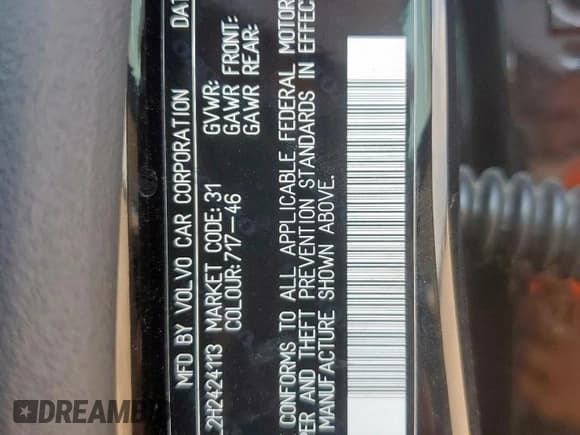 MFD BY VOLVO CAR CORPORATION DAT
L2H2424113 MARKET CODE: 31 GVWR:
COLOUR: 717-46 GAWR FRONT:
GAWR REAR:
CONFORMS TO ALL APPLICABLE FEDERAL MOTOR
PER AND THEFT PREVENTION STANDARDS IN EFFEC
MANUFACTURE SHOWN ABOVE.
DREAMB